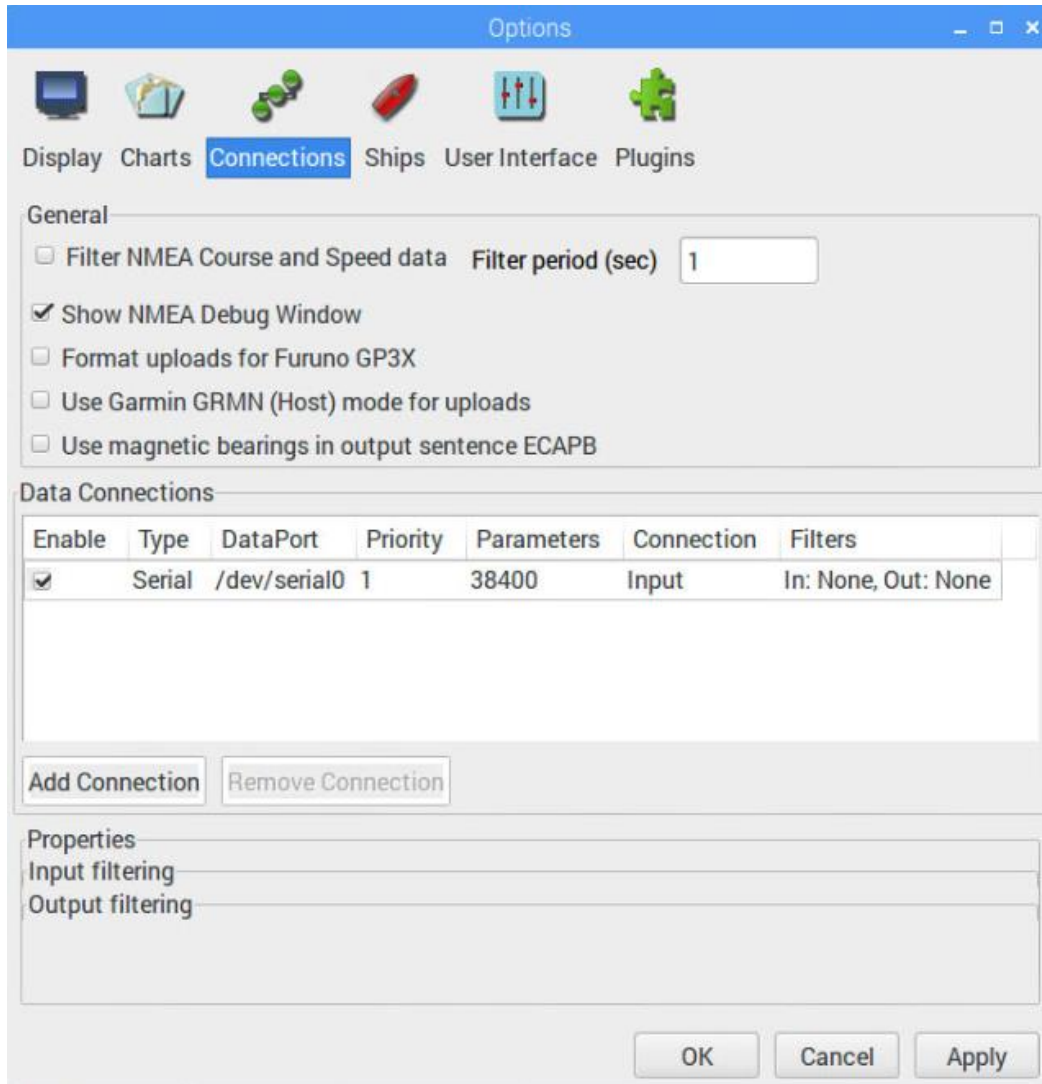 Options
Display Charts Connections Ships User Interface Plugins
General
Filter NMEA Course and Speed data Filter period (sec) 1
Show NMEA Debug Window
Format uploads for Furuno GP3X
Use Garmin GRMN (Host) mode for uploads
Use magnetic bearings in output sentence ECAPB
Data Connections
Enable Type DataPort Priority Parameters Connection Filters
Serial /dev/serial0 1 38400 Input In: None, Out: None
Add Connection Remove Connection
Properties
Input filtering
Output filtering
OK Cancel Apply